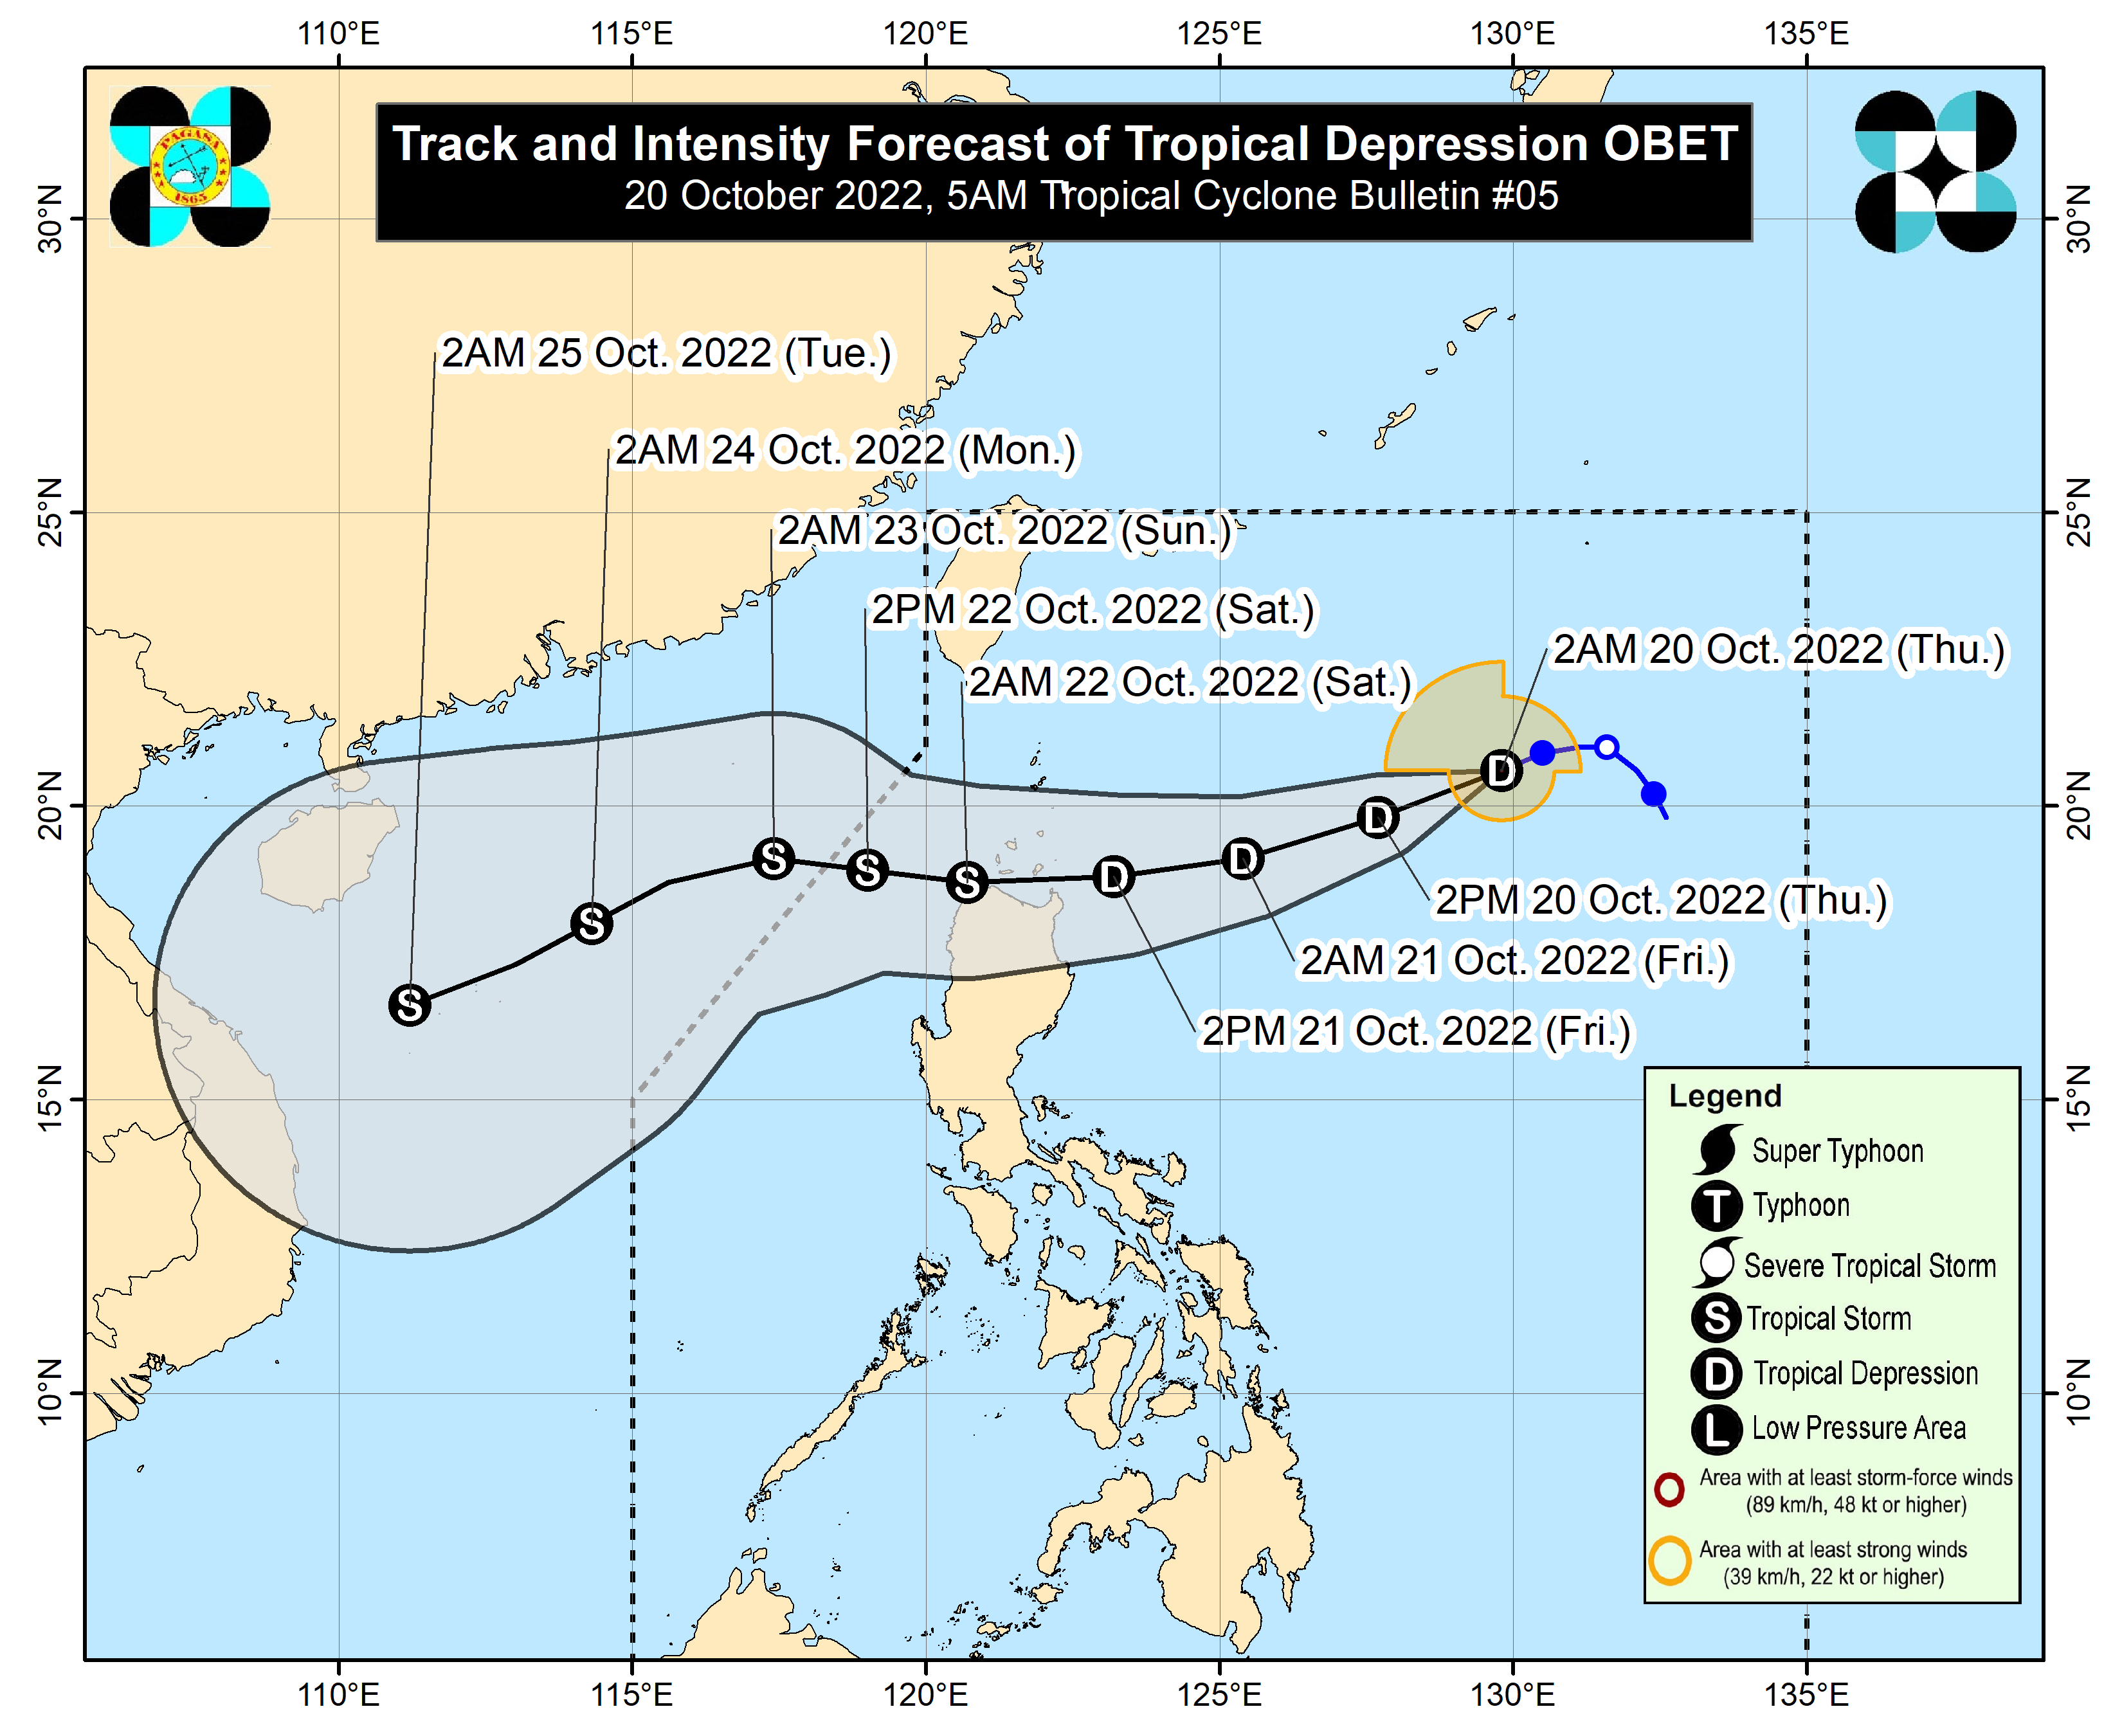 110°E 115°E 120°E 125°E 130°E 135°E
Track and Intensity Forecast of Tropical Depression OBET
20 October 2022, 5AM Tropical Cyclone Bulletin #05
PAGASA
1865
30°N 30°N
2AM 25 Oct. 2022 (Tue.)
2AM 24 Oct. 2022 (Mon.)
25°N 25°N
2AM 23 Oct. 2022 (Sun.)
2PM 22 Oct. 2022 (Sat.)
2AM 20 Oct. 2022 (Thu.)
2AM 22 Oct. 2022 (Sat.)
D
20°N 20°N
D
S S S D D
2PM 20 Oct. 2022 (Thu.)
S
2AM 21 Oct. 2022 (Fri.)
S
2PM 21 Oct. 2022 (Fri.)
15°N 15°N
Legend
Super Typhoon
T Typhoon
Severe Tropical Storm
S Tropical Storm
D Tropical Depression
10°N 10°N
L Low Pressure Area
Area with at least storm-force winds
(89 km/h, 48 kt or higher)
Area with at least strong winds
(39 km/h, 22 kt or higher)
110°E 115°E 120°E 125°E 130°E 135°E